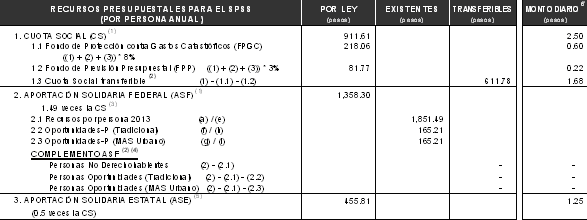 RECURSOS PRESUPUESTALES PARA EL SPSS (POR PERSONA ANUAL) POR LEY (pesos) EXISTENTES (pesos) TRANSFERIBLES (pesos) MONTO DIARIO 6' (pesos)
1. CUOTA SOCIAL (CS) (1) 911.61 2.50
1.1 Fondo de Protección contra Gastos Catastróficos (FPGC) 218.06 0.60
((1) + (2) + (3)) * 8%
1.2 Fondo de Previsión Presupuestal (FPP) ((1) + (2) + (3)) * 3% 81.77 0.22
1.3 Cuota Social transferible (2) (1) - (1.1) - (1.2) 611.78 1.68
2. APORTACIÓN SOLIDARIA FEDERAL (ASF) (1) 1,358.30
1.49 veces la CS (3)
2.1 Recursos por persona 2013 (a) / (e) 1,851.49
2.2 Oportunidades-P (Tradicional) (f) / (h) 165.21
2.3 Oportunidades-P (MAS Urbano) (g) / (i) 165.21
COMPLEMENTO ASF (2) (4)
Personas No Derechohabientes (2) - (2.1) - -
Personas Oportunidades (Tradicional) (2) - (2.1) - (2.2) - -
Personas Oportunidades (MAS Urbano) (2) - (2.1) - (2.3) - -
3. APORTACIÓN SOLIDARIA ESTATAL (ASE) (5) 455.81 1.25
(0.5 veces la CS)